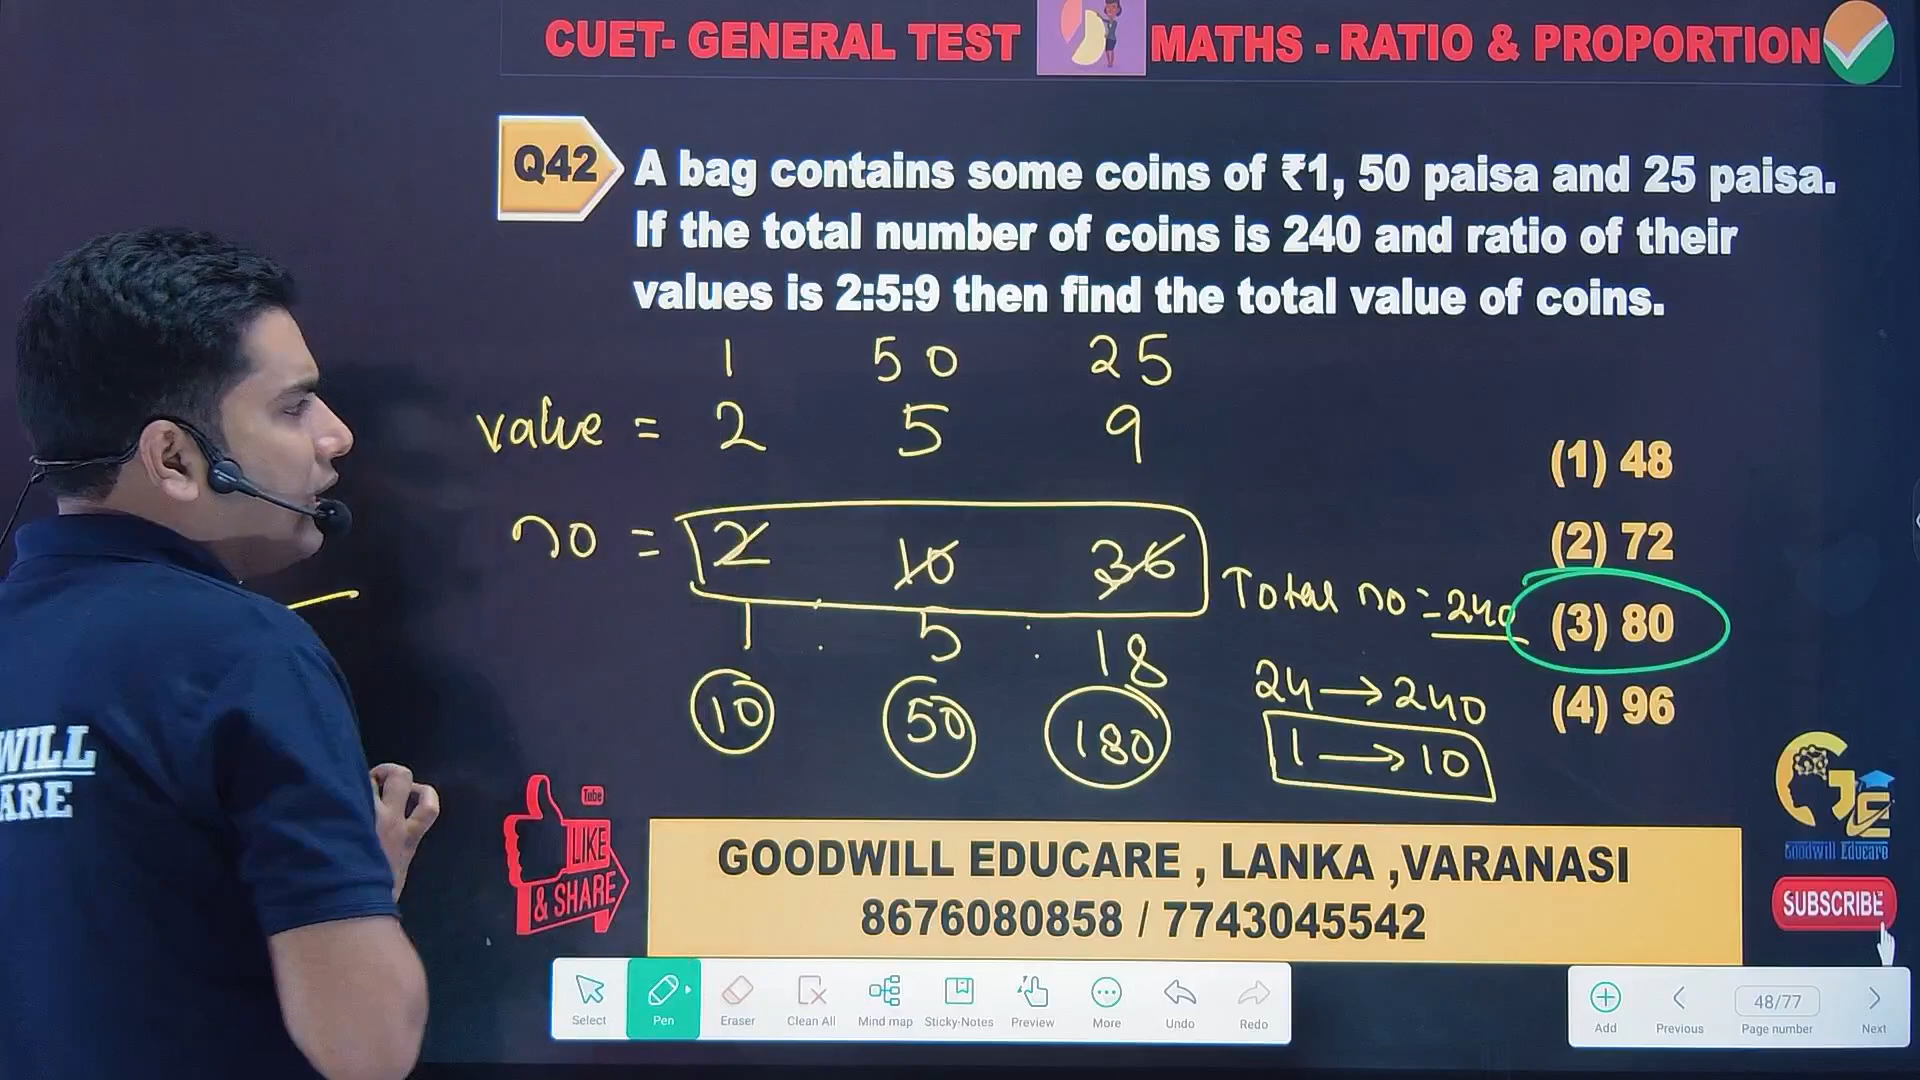 CUET- GENERAL TEST MATHS - RATIO & PROPORTION
Q42 A bag contains some coins of ₹1, 50 paisa and 25 paisa.
If the total number of coins is 240 and ratio of their
values is 2:5:9 then find the total value of coins.
1 50 25
value = 2 5 9
(1) 48
no = 2 10 36
(2) 72
Total no = 240
(3) 80
1 : 5 : 18
24 → 240
(4) 96
10 50 180
1 → 10
WILL
ARE
Tube
LIKE
& SHARE
GOODWILL EDUCARE , LANKA ,VARANASI
8676080858 / 7743045542
GE
Goodwill Educare
SUBSCRIBE
Select Pen Eraser Clean All Mind map Sticky-Notes Preview More Undo Redo
48/77
Add Previous Page number Next